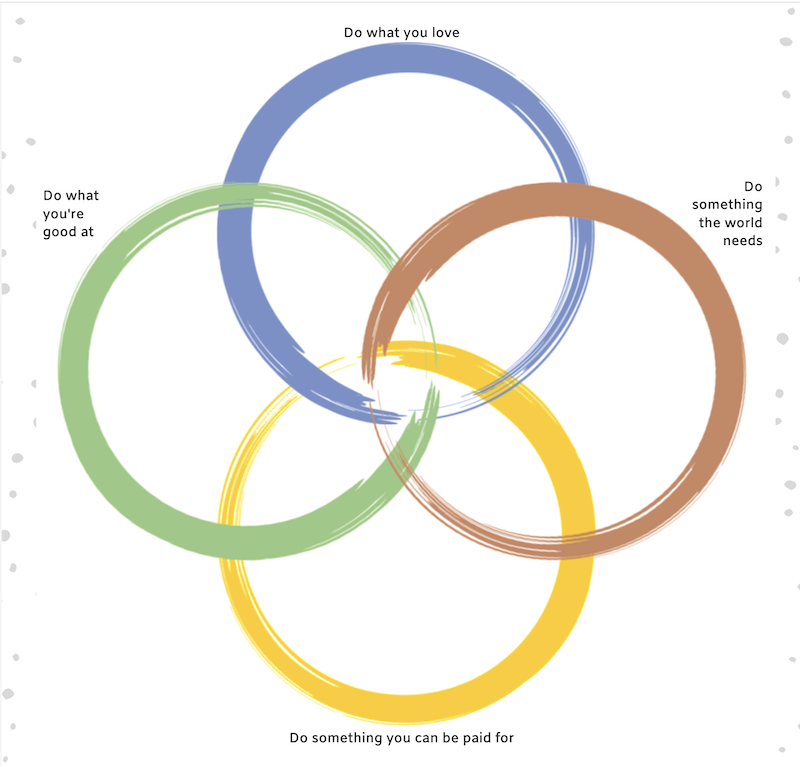 Do what you love
Do what
you're
good at
Do
something
the world
needs
Do something you can be paid for